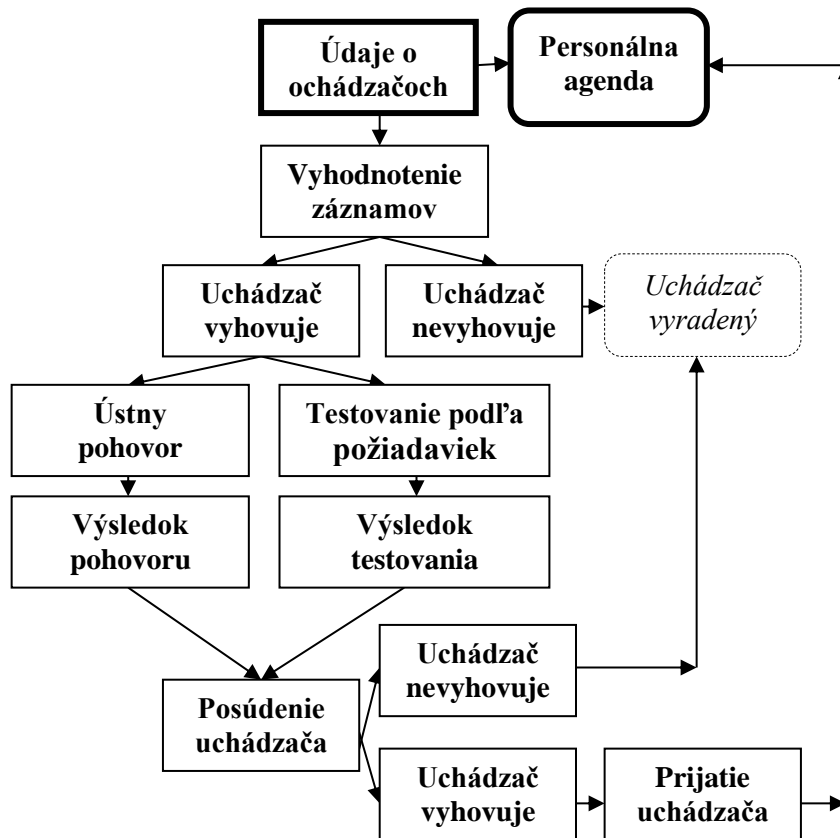 Údaje o
ochádzačoch
Personálna
agenda
Vyhodnotenie
záznamov
Uchádzač
vyhovuje
Uchádzač
nevyhovuje
Uchádzač
vyradený
Ústny
pohovor
Testovanie podľa
požiadaviek
Výsledok
pohovoru
Výsledok
testovania
Posúdenie
uchádzača
Uchádzač
nevyhovuje
Uchádzač
vyhovuje
Prijatie
uchádzača